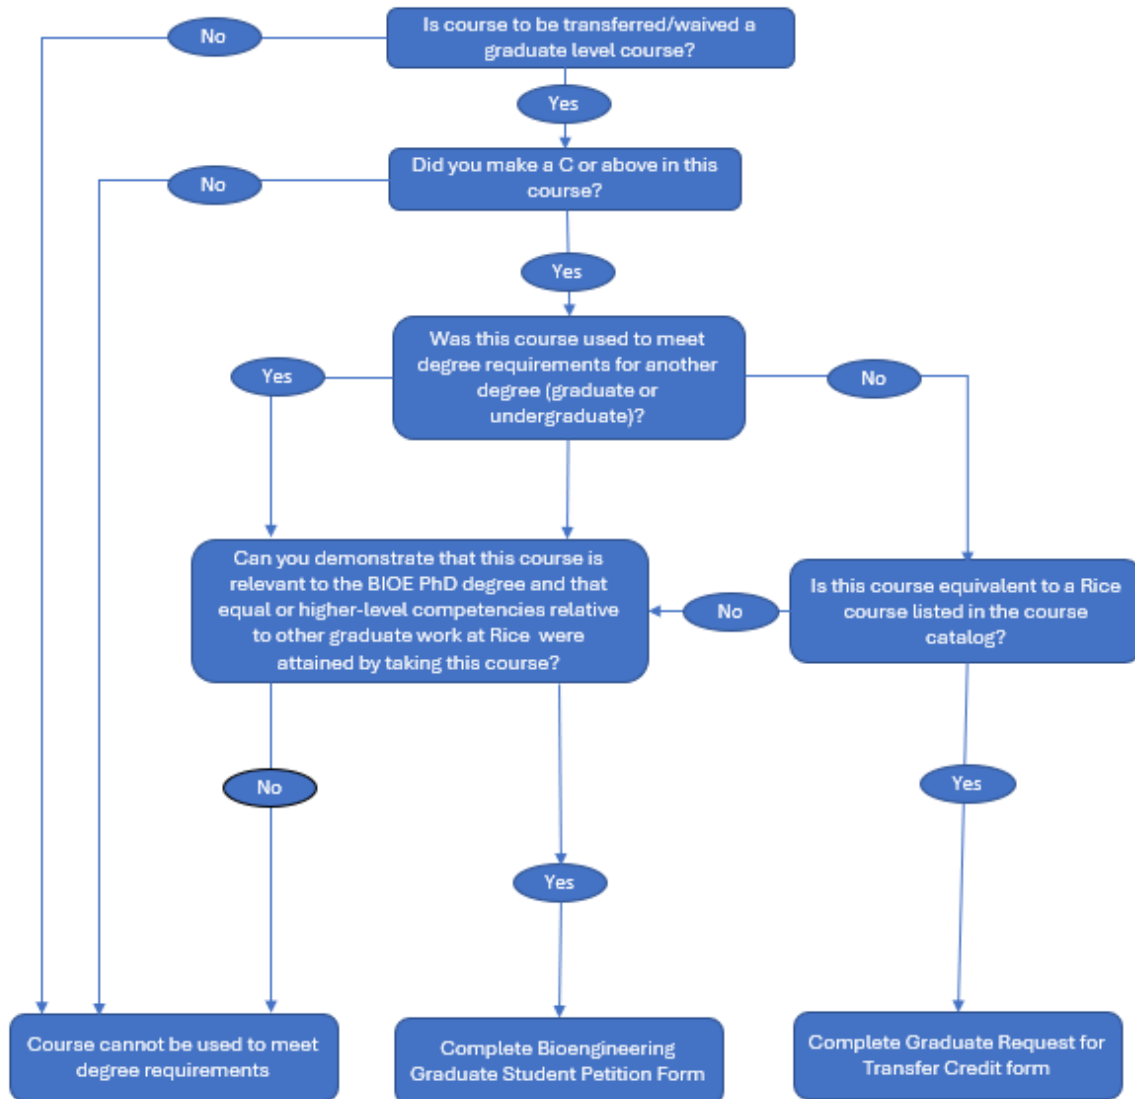 Is course to be transferred/waived a
graduate level course?
No
Yes
Did you make a C or above in this
course?
No
Yes
Was this course used to meet
degree requirements for another
degree (graduate or
undergraduate)?
Yes
No
Can you demonstrate that this course is
relevant to the BIOE PhD degree and that
equal or higher-level competencies relative
to other graduate work at Rice were
attained by taking this course?
No
Is this course equivalent to a Rice
course listed in the course
catalog?
No
Yes
Yes
Course cannot be used to meet
degree requirements
Complete Bioengineering
Graduate Student Petition Form
Complete Graduate Request for
Transfer Credit form